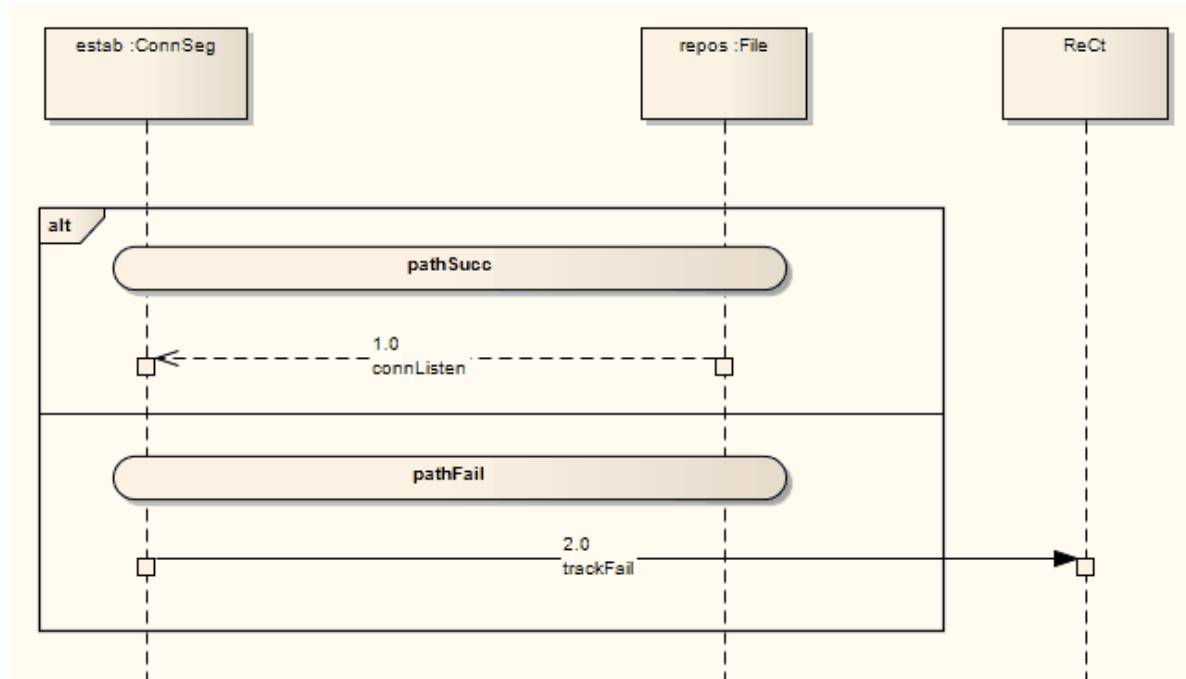 estab :ConnSeg
repos :File
ReCt
alt
pathSucc
1.0
connListen
pathFail
2.0
trackFail